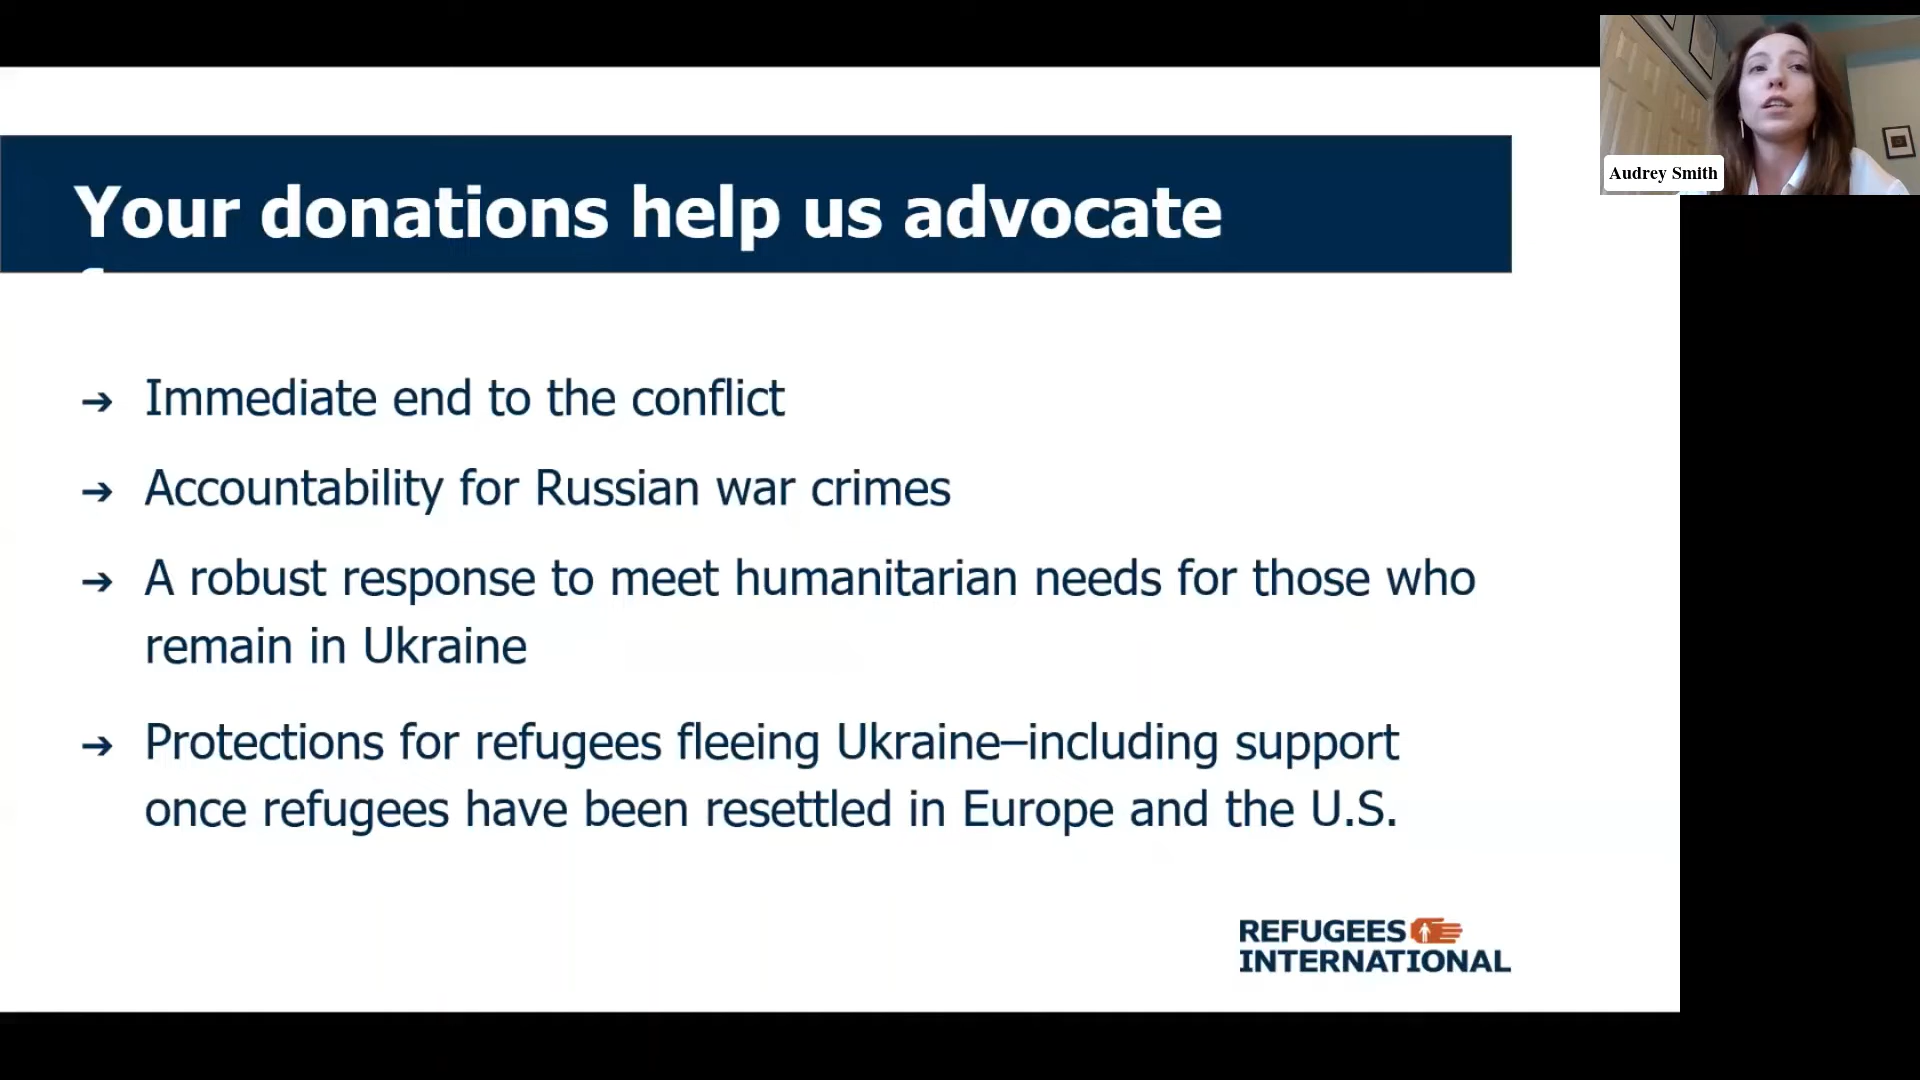 Your donations help us advocate
➔ Immediate end to the conflict
➔ Accountability for Russian war crimes
➔ A robust response to meet humanitarian needs for those who
remain in Ukraine
➔ Protections for refugees fleeing Ukraine–including support
once refugees have been resettled in Europe and the U.S.
REFUGEES
INTERNATIONAL
Audrey Smith